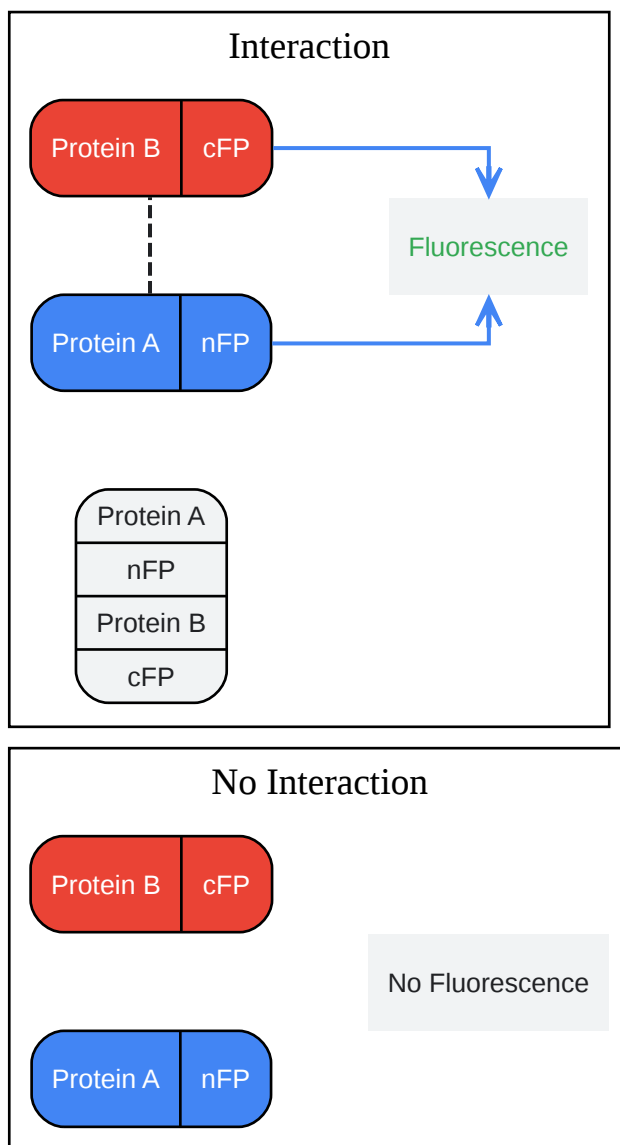 Interaction
Protein B cFP
Fluorescence
Protein A nFP
Protein A
nFP
Protein B
cFP
No Interaction
Protein B cFP
No Fluorescence
Protein A nFP